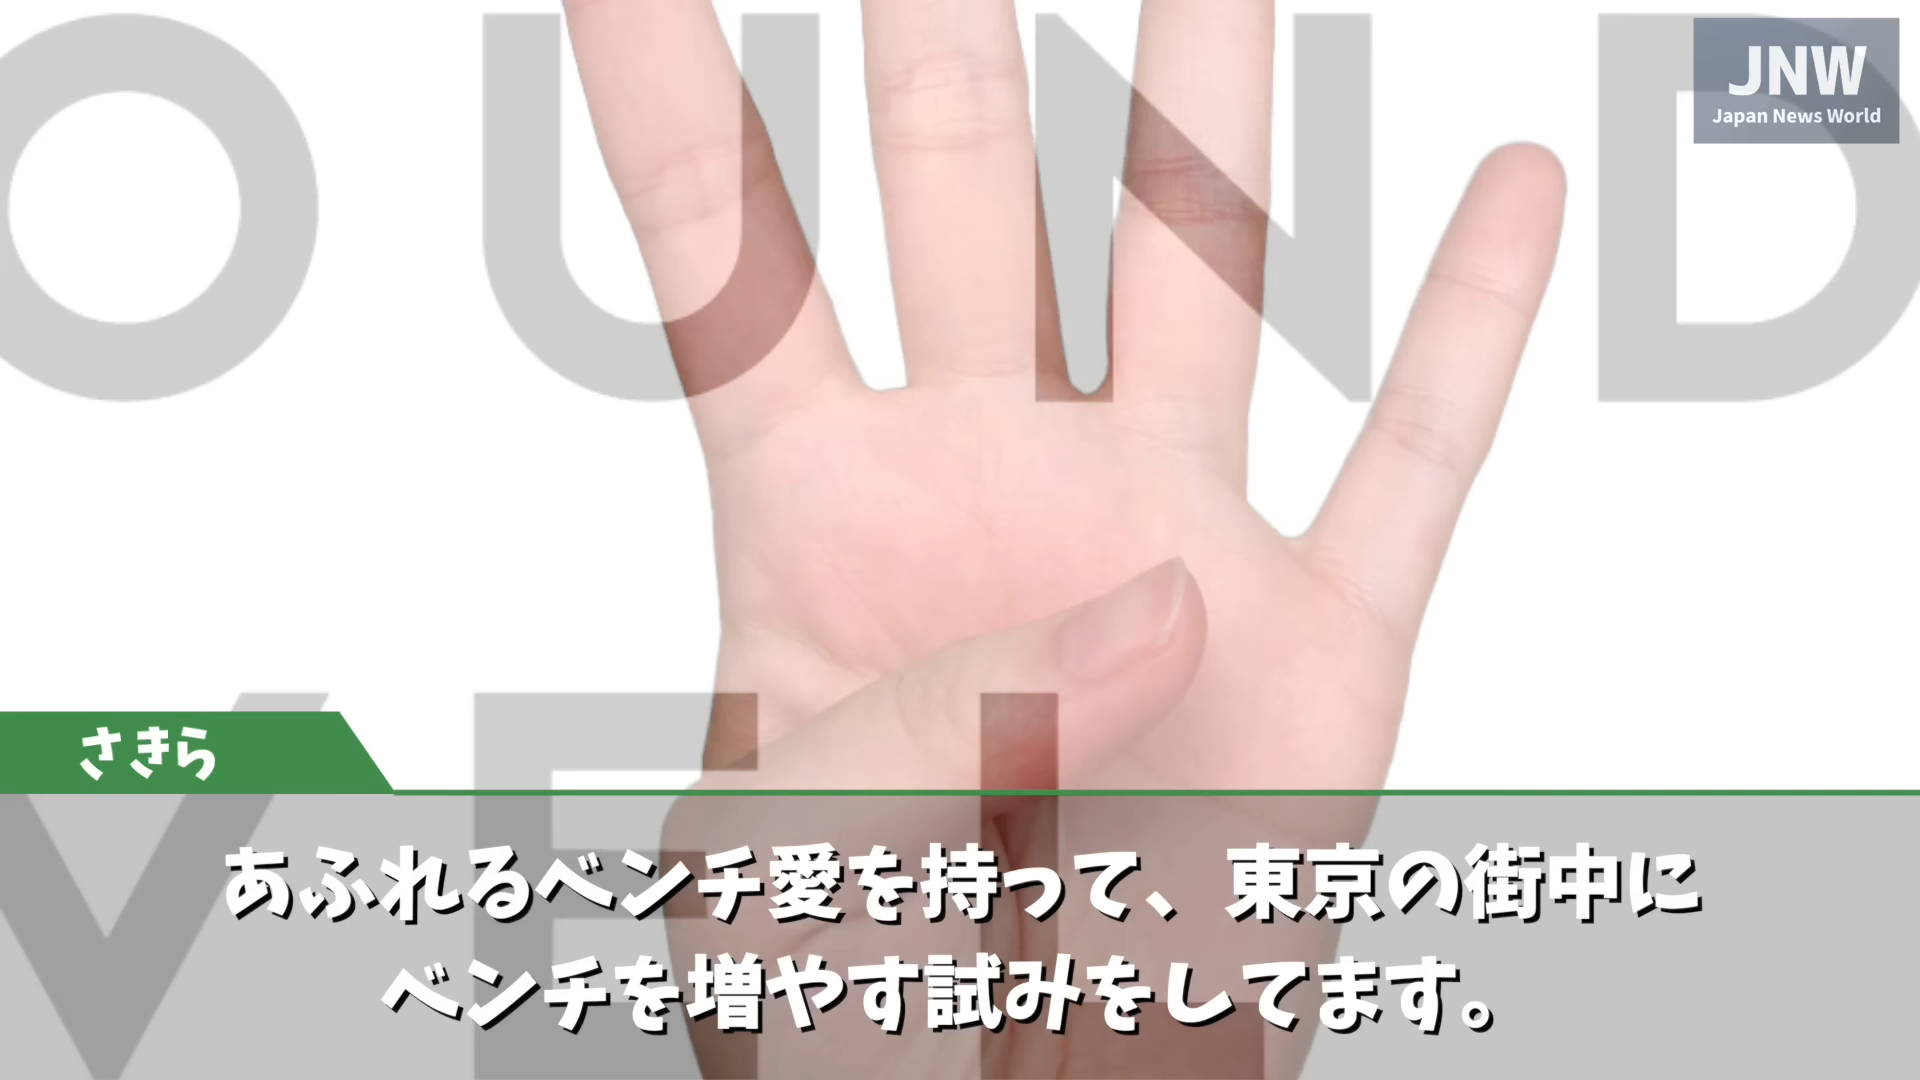 OUND
JNW
Japan News World
VEL
さきら
あふれるベンチ愛を持って、東京の街中に
ベンチを増やす試みをしてます。